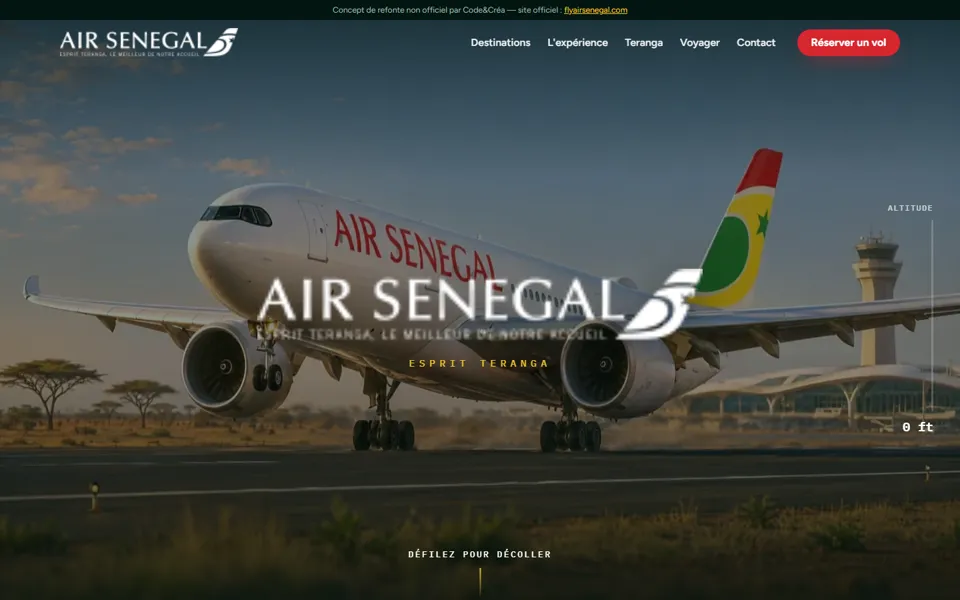 Concept de refonte non officiel par Code&Créa — site officiel : flyairsenegal.com
AIR SENEGAL
ESPRIT TERANGA, LE MEILLEUR DE NOTRE ACCUEIL
Destinations L'expérience Teranga Voyager Contact Réserver un vol
ALTITUDE
AIR SENEGAL
AIR SENEGAL
ESPRIT TERANGA, LE MEILLEUR DE NOTRE ACCUEIL
ESPRIT TERANGA
0 ft
DÉFILEZ POUR DÉCOLLER